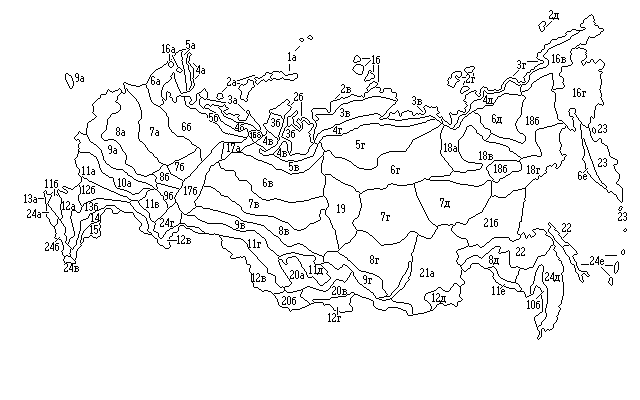 2д
16а
5а
1а
1б
9а
4а
2а
2б
2в
2г
3г
16в
6а
3а
3в
16г
5б
3б
3в
4д
6б
4б
3б
4г
6д
18б
23
8а
7а
4в
17а
4в
5г
18а
18в
23
9а
7б
5в
6г
18б
18г
6е
11а
8б
6в
11б
12б
10а
9б
17б
13а
12а
13б
11в
7в
19
7г
7д
24а
14
24г
9в
8в
21б
23
15
22
24б
12в
11г
22
24е
24в
12в
20а
11д
8г
21а
8д
24д
9г
20б
20в
12д
11е
10б
12г